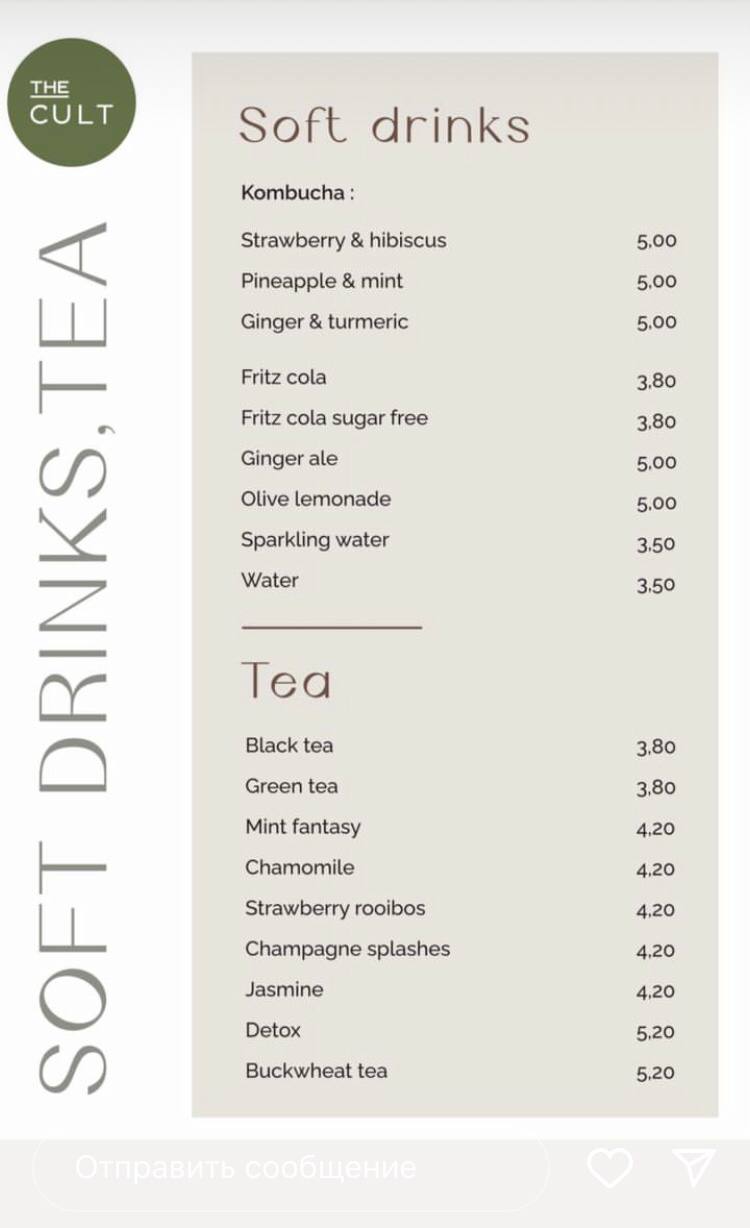 THE
CULT
SOFT DRINKS, TEA
Soft drinks
Kombucha :
Strawberry & hibiscus 5,00
Pineapple & mint 5,00
Ginger & turmeric 5,00
Fritz cola 3,80
Fritz cola sugar free 3,80
Ginger ale 5,00
Olive lemonade 5,00
Sparkling water 3,50
Water 3,50
Tea
Black tea 3,80
Green tea 3,80
Mint fantasy 4,20
Chamomile 4,20
Strawberry rooibos 4,20
Champagne splashes 4,20
Jasmine 4,20
Detox 5,20
Buckwheat tea 5,20
Отправить сообщение